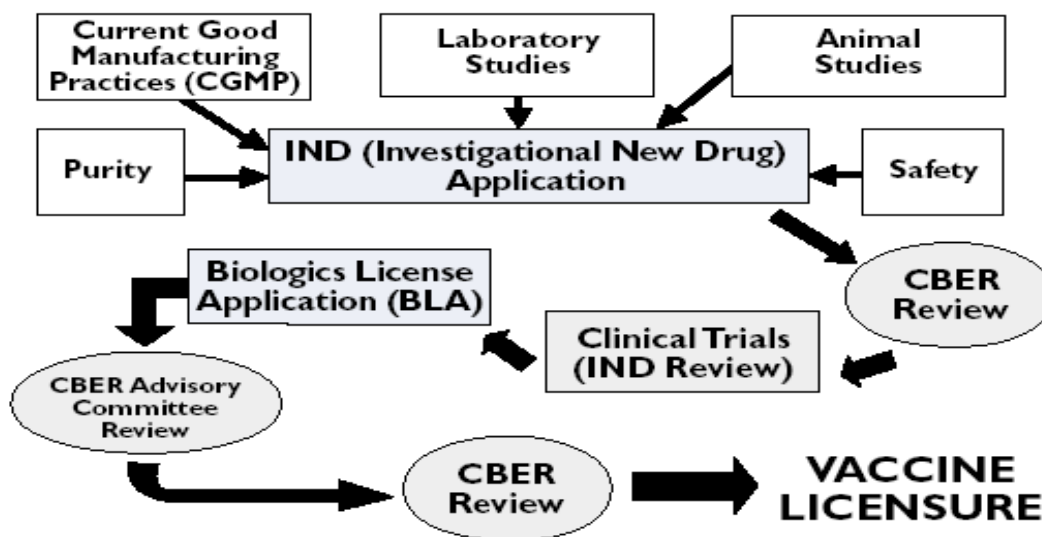 Current Good
Manufacturing
Practices (CGMP)
Laboratory
Studies
Animal
Studies
Purity
IND (Investigational New Drug)
Application
Safety
CBER
Review
Biologics License
Application (BLA)
Clinical Trials
(IND Review)
CBER Advisory
Committee
Review
CBER
Review
VACCINE
LICENSURE